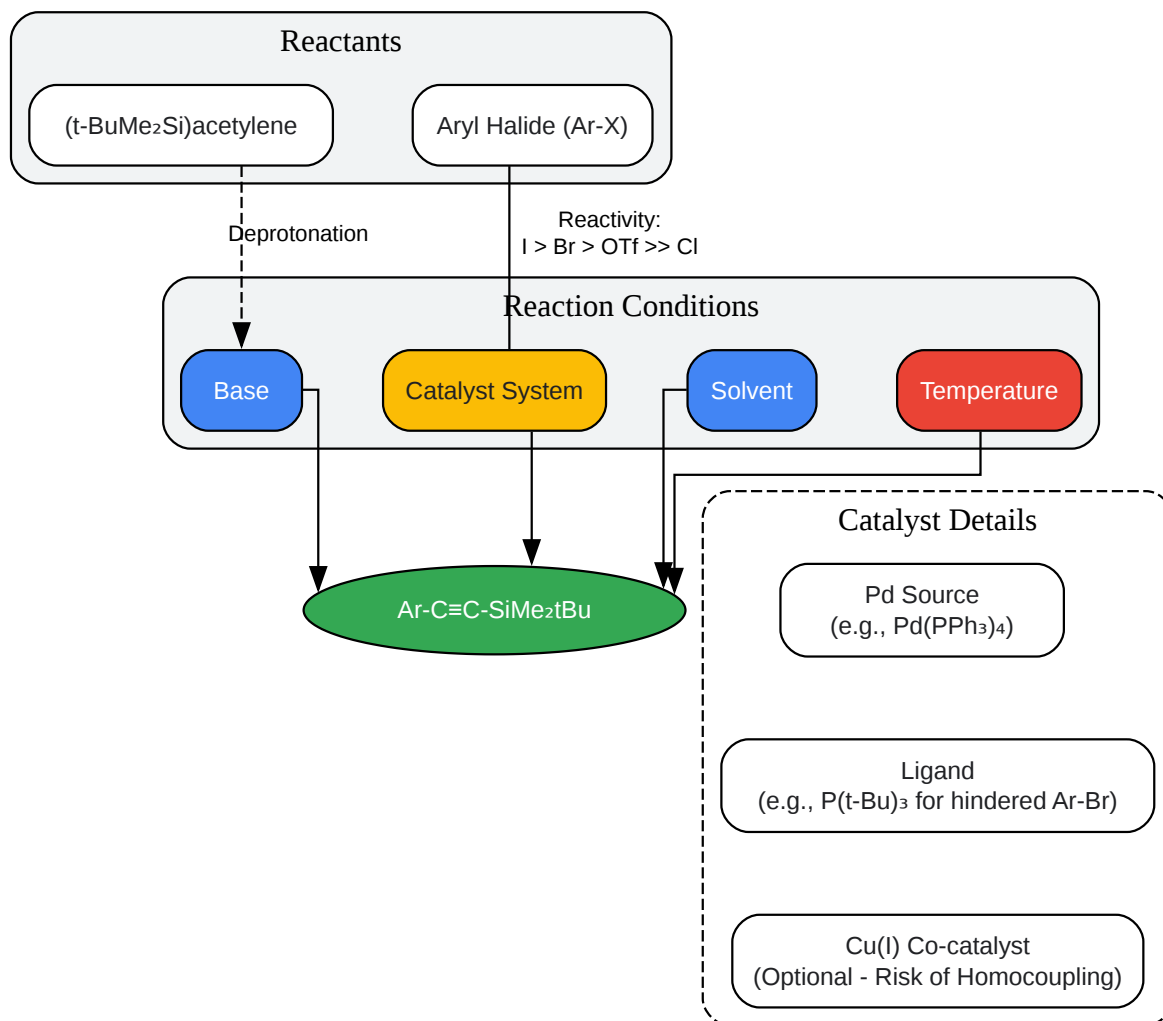 Reactants
(t-BuMe₂Si)acetylene
Aryl Halide (Ar-X)
Deprotonation
Reactivity:
I > Br > OTf >> Cl
Reaction Conditions
Base
Catalyst System
Solvent
Temperature
Ar-C≡C-SiMe₂tBu
Catalyst Details
Pd Source
(e.g., Pd(PPh₃)₄)
Ligand
(e.g., P(t-Bu)₃ for hindered Ar-Br)
Cu(I) Co-catalyst
(Optional - Risk of Homocoupling)